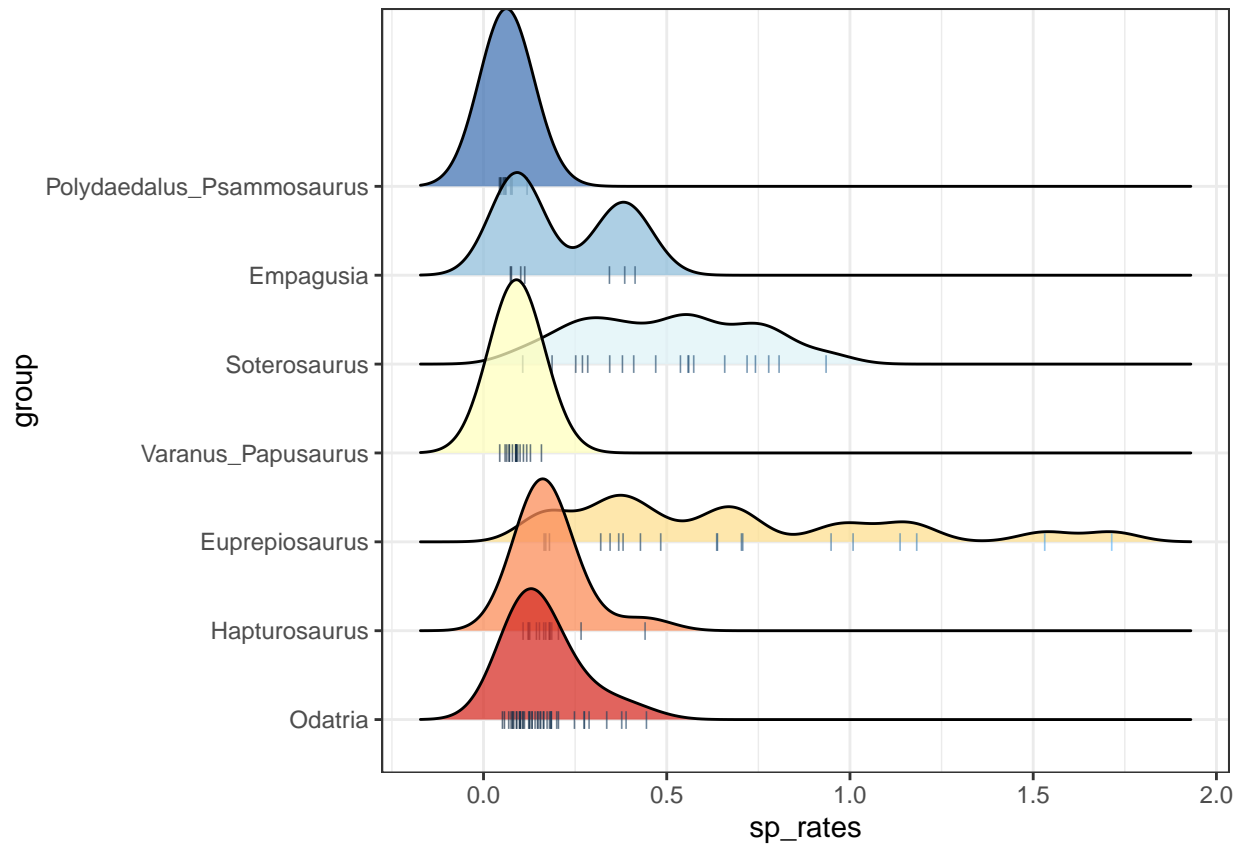 Polydaedalus_Psammosaurus
Empagusia
Soterosaurus
Varanus_Papusaurus
Euprepiosaurus
Hapturosaurus
Odatria
group
0.0 0.5 1.0 1.5 2.0
sp_rates